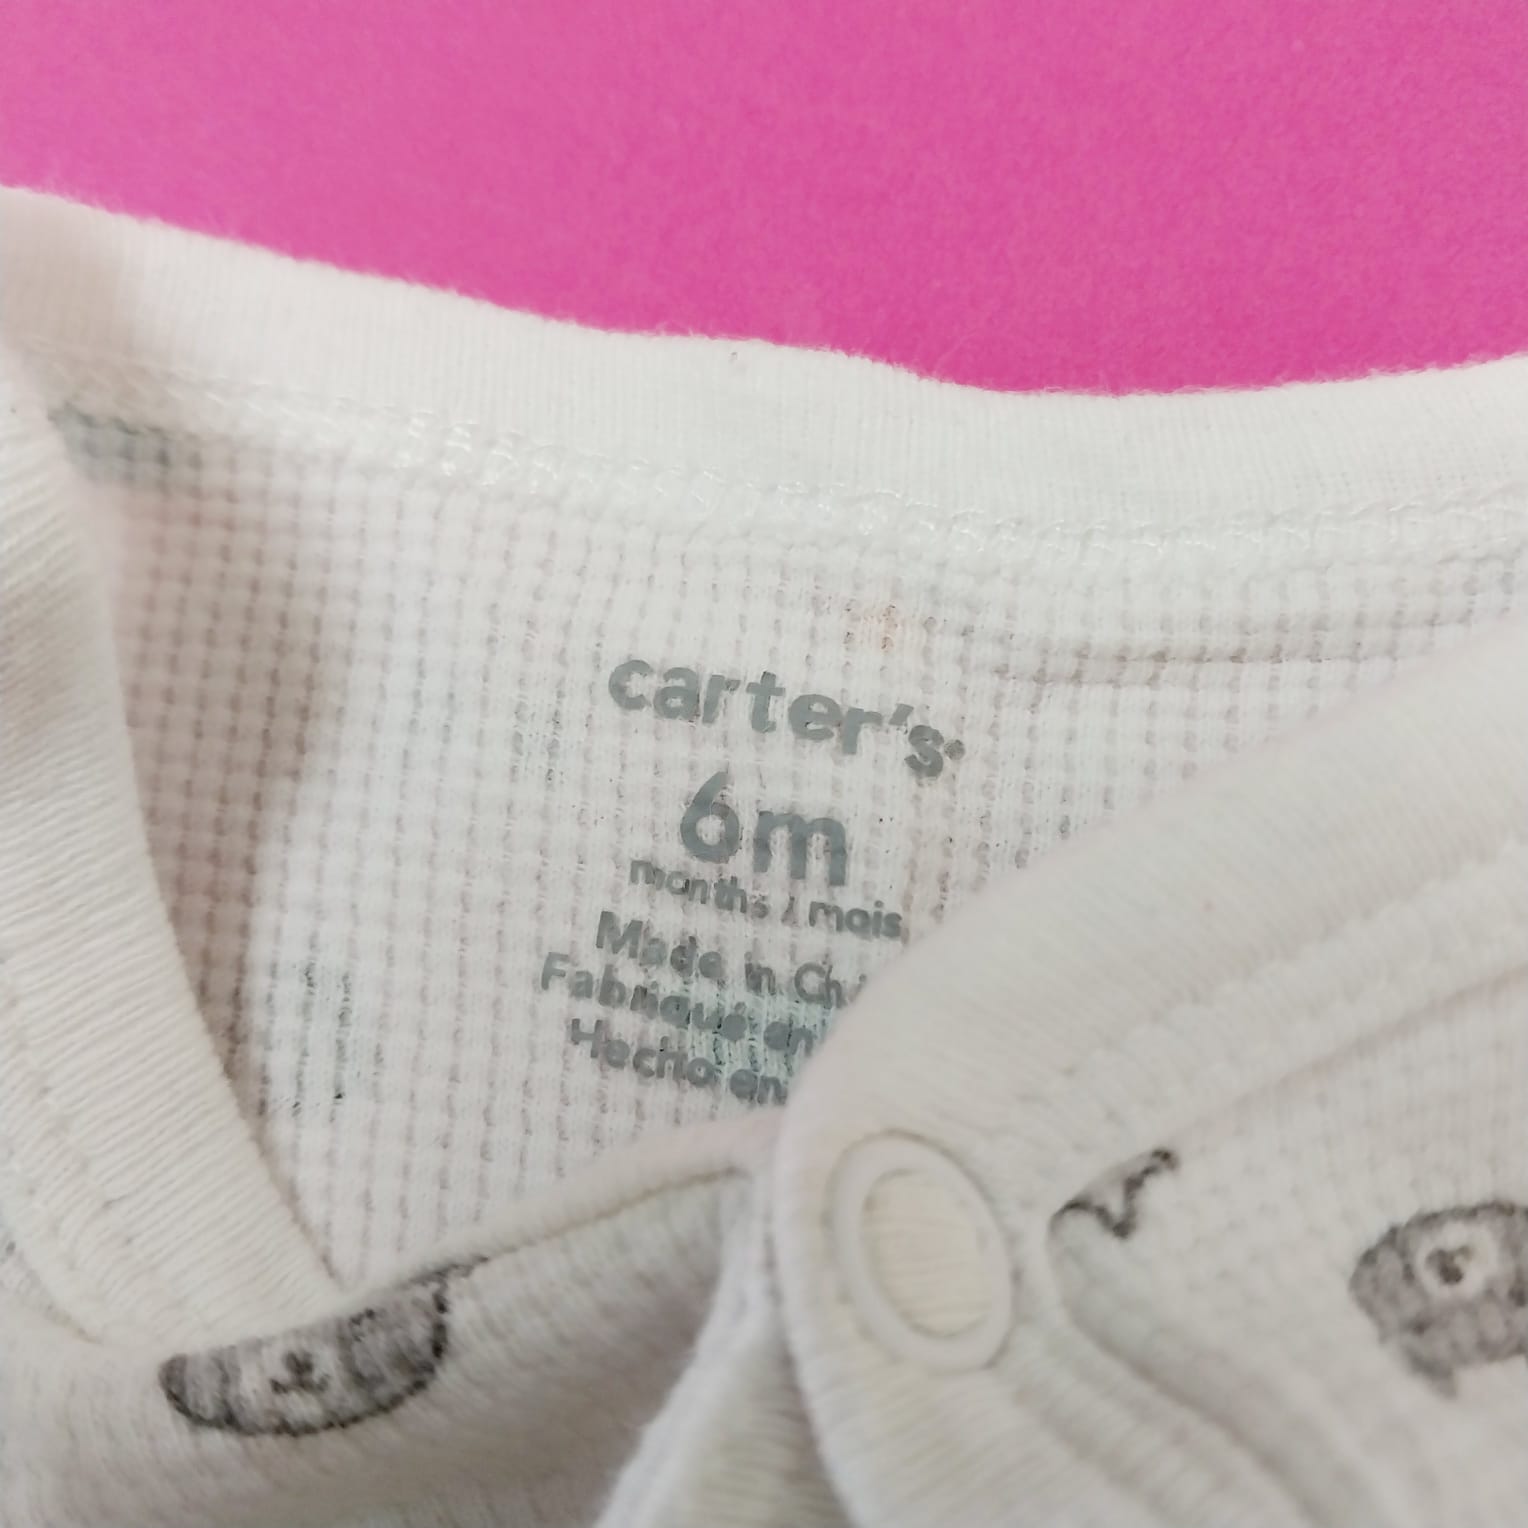 carter's
6m
months / mois
Made in Chi
Fabriqué en
Hecho en